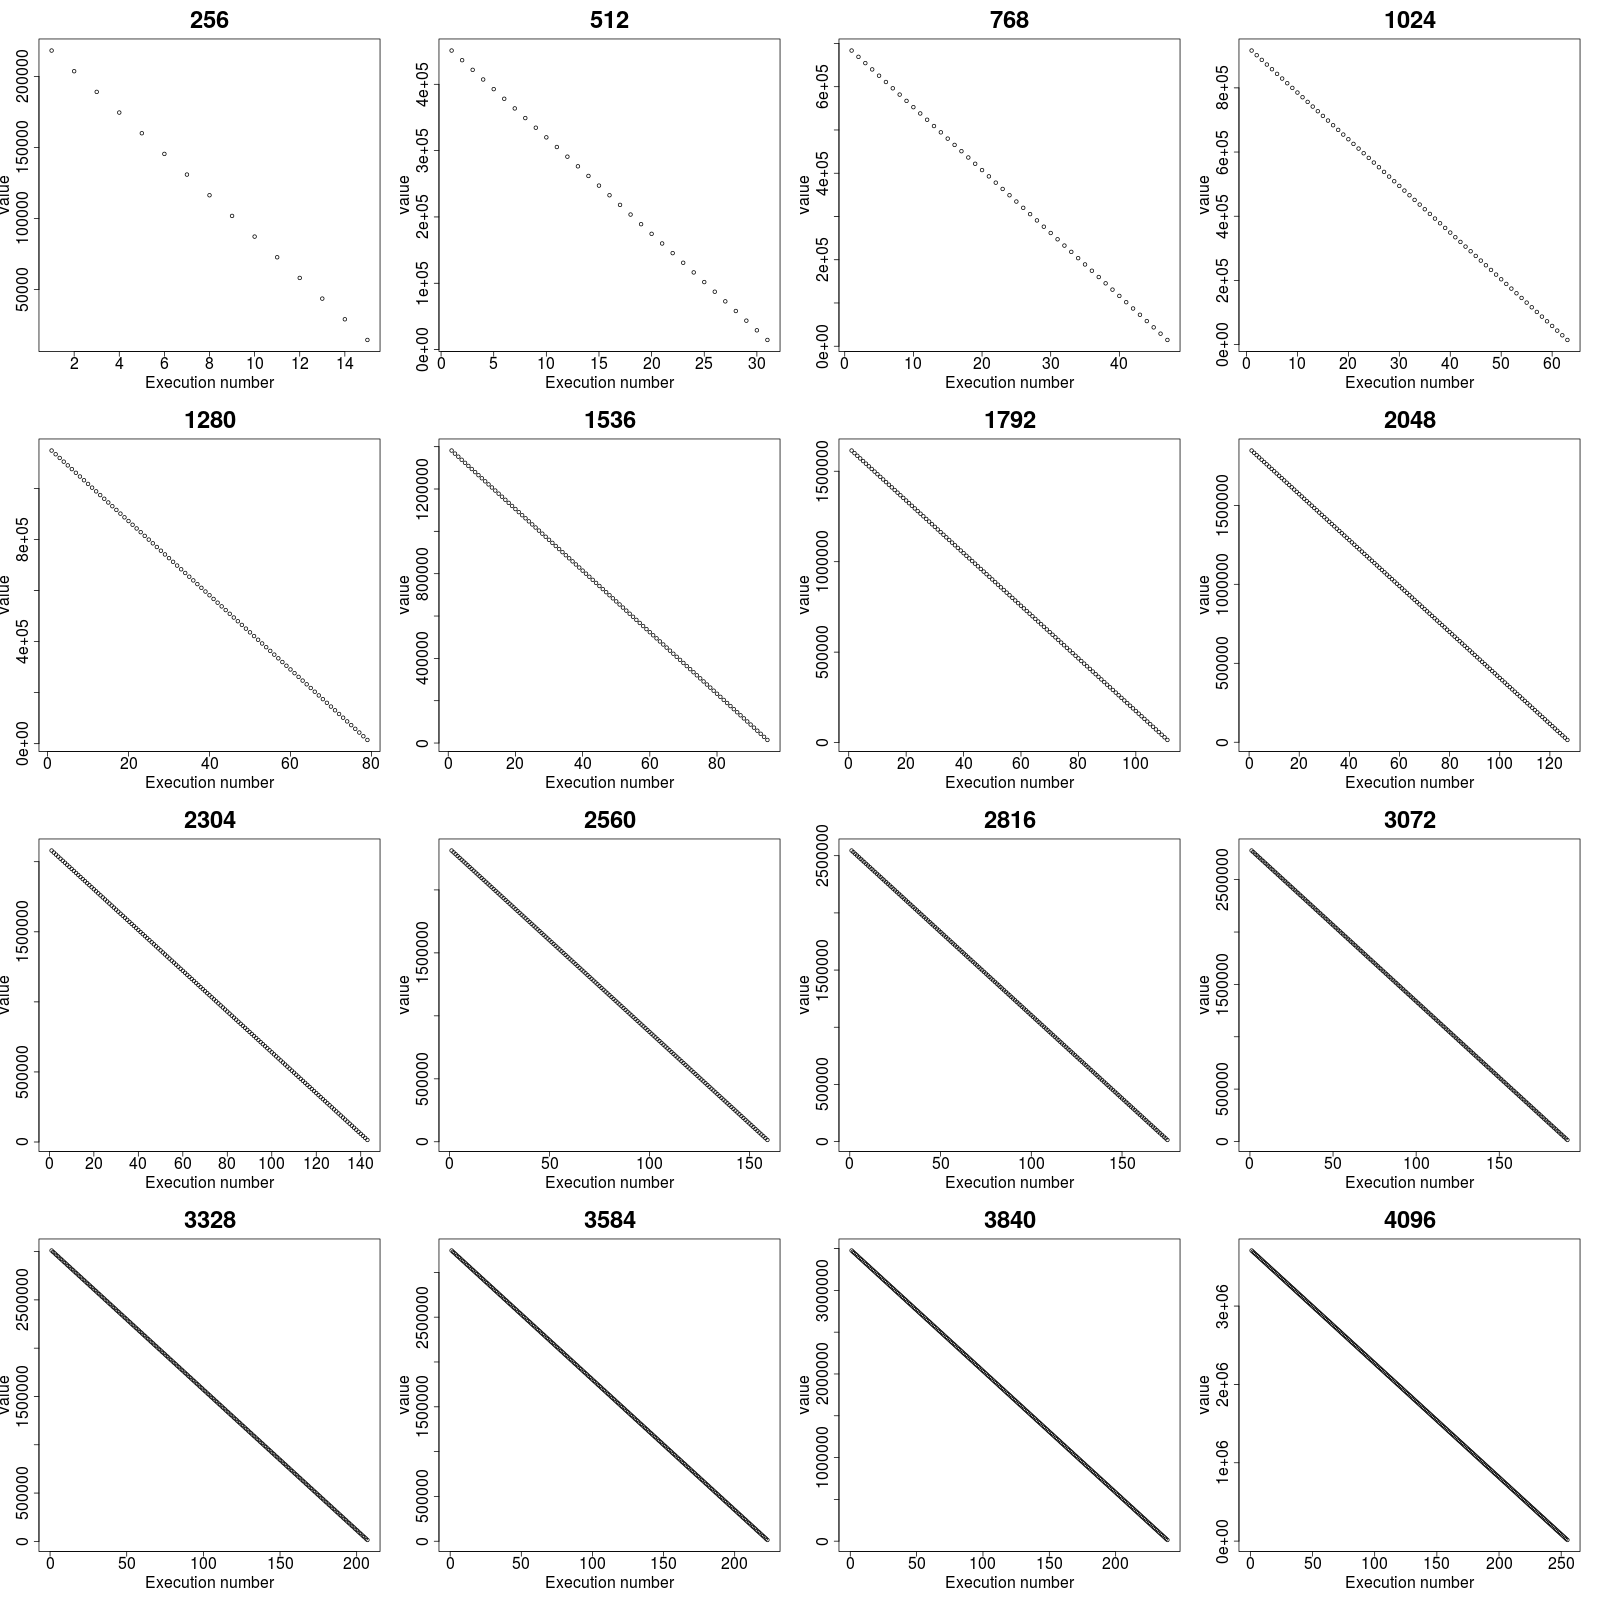 256
512
768
1024
200000
150000
100000
50000
value
2 4 6 8 10 12 14
Execution number
4e+05
3e+05
2e+05
1e+05
0e+00
value
0 5 10 15 20 25 30
Execution number
6e+05
4e+05
2e+05
0e+00
value
0 10 20 30 40
Execution number
8e+05
6e+05
4e+05
2e+05
0e+00
value
0 10 20 30 40 50 60
Execution number
1280
1536
1792
2048
8e+05
4e+05
0e+00
value
0 20 40 60 80
Execution number
1200000
800000
400000
0
value
0 20 40 60 80
Execution number
1500000
1000000
500000
0
value
0 20 40 60 80 100
Execution number
1500000
1000000
500000
0
value
0 20 40 60 80 100 120
Execution number
2304
2560
2816
3072
1500000
500000
0
value
0 20 40 60 80 100 120 140
Execution number
1500000
500000
0
value
0 50 100 150
Execution number
2500000
1500000
500000
0
value
0 50 100 150
Execution number
2500000
1500000
500000
0
value
0 50 100 150
Execution number
3328
3584
3840
4096
2500000
1500000
500000
0
value
0 50 100 150 200
Execution number
2500000
1500000
500000
0
value
0 50 100 150 200
Execution number
3000000
2000000
1000000
0
value
0 50 100 150 200
Execution number
3e+06
2e+06
1e+06
0e+00
value
0 50 100 150 200 250
Execution number